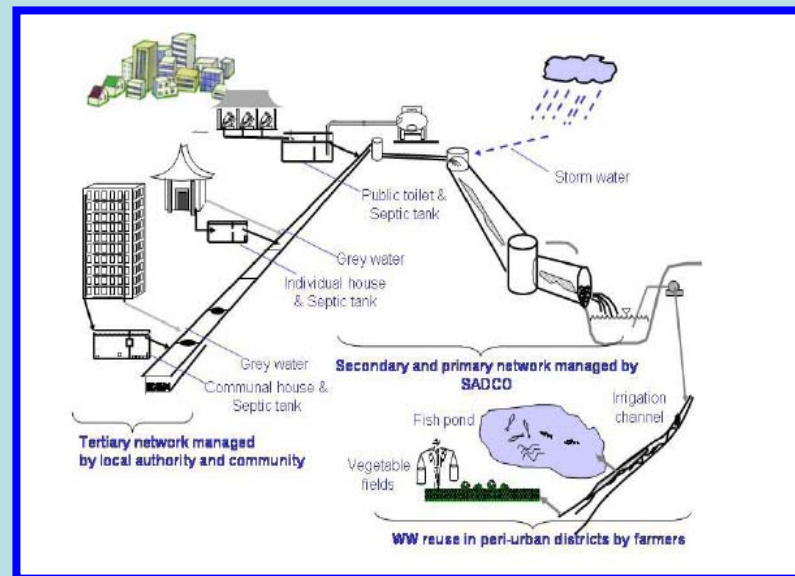 Storm water
Public toilet &
Septic tank
Grey water
Individual house
& Septic tank
Grey water
Communal house &
Septic tank
Secondary and primary network managed by
SADCO
Irrigation
channel
Fish pond
Tertiary network managed
by local authority and community
Vegetable
fields
WW reuse in peri-urban districts by farmers